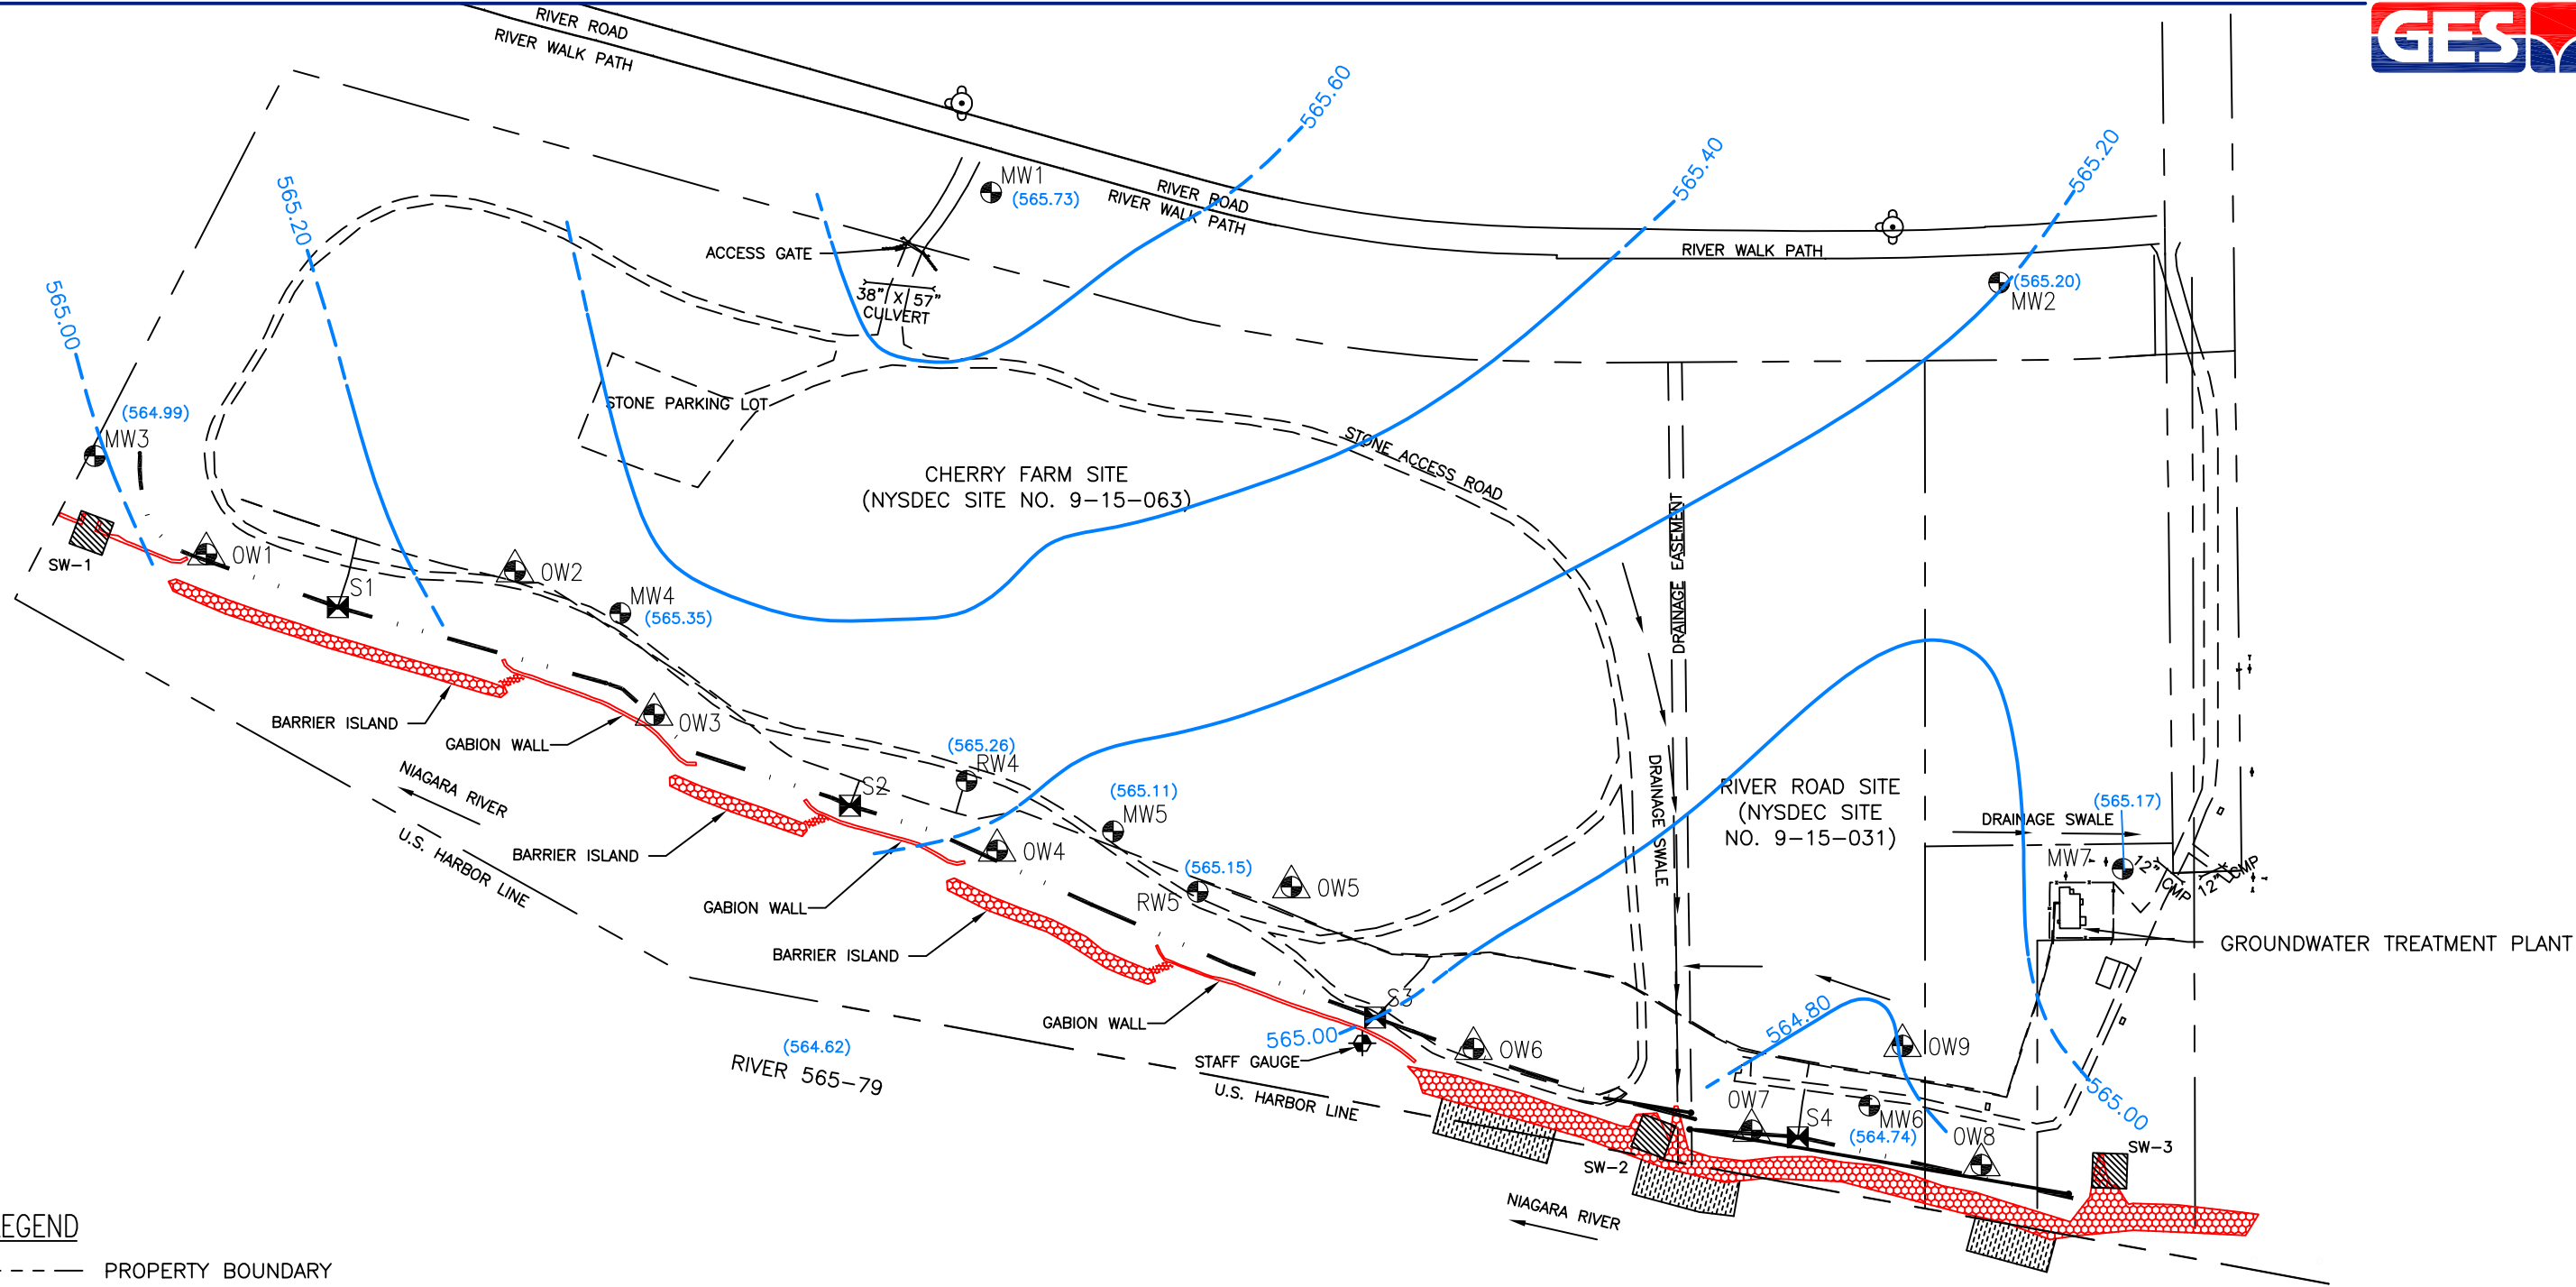 GES
RIVER ROAD
RIVER WALK PATH
565.60
565.40
565.20
565.20
565.00
MW1
(565.73)
RIVER ROAD
RIVER WALK PATH
RIVER WALK PATH
ACCESS GATE
38" X 57"
CULVERT
(565.20)
MW2
(564.99)
MW3
STONE PARKING LOT
STONE ACCESS ROAD
CHERRY FARM SITE
(NYSDEC SITE NO. 9-15-063)
DRAINAGE EASEMENT
SW-1
OW1
S1
OW2
MW4
(565.35)
BARRIER ISLAND
GABION WALL
OW3
NIAGARA RIVER
U.S. HARBOR LINE
(565.26)
RW4
S2
(565.11)
MW5
OW4
BARRIER ISLAND
GABION WALL
(565.15)
RW5
OW5
BARRIER ISLAND
GABION WALL
DRAINAGE SWALE
RIVER ROAD SITE
(NYSDEC SITE
NO. 9-15-031)
DRAINAGE SWALE
(565.17)
MW7
12" CMP
12" CMP
GROUNDWATER TREATMENT PLANT
S3
565.00
STAFF GAUGE
OW6
U.S. HARBOR LINE
(564.62)
RIVER 565-79
564.80
OW9
OW7
S4
MW6
(564.74)
OW8
565.00
SW-2
SW-3
NIAGARA RIVER
EGEND
PROPERTY BOUNDARY